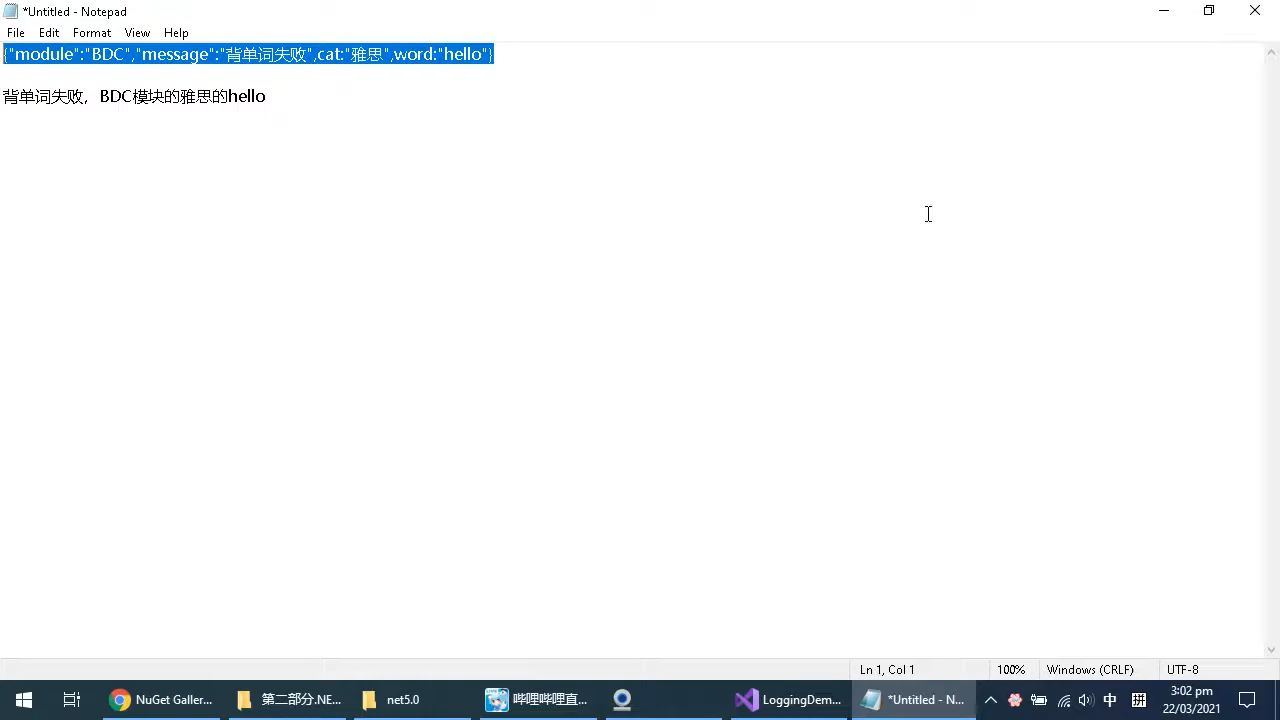 *Untitled - Notepad
File Edit Format View Help
{"module":"BDC","message":"背单词失败",cat:"雅思",word:"hello"}
背单词失败，BDC模块的雅思的hello
Ln 1, Col 1 100% Windows (CRLF) UTF-8
NuGet Galler... 第二部分.NE... net5.0 哔哩哔哩直... LoggingDem... *Untitled - N... 中 拼 3:02 pm
22/03/2021